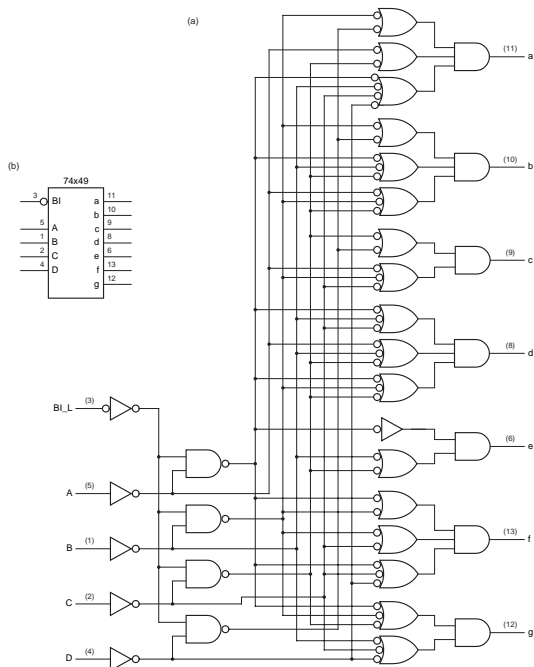 (a)
(11)
a
(10)
b
(b)
74x49
3 BI a 11
b 10
5 A c 9
1 B d 8
2 C e 6
4 D f 13
g 12
(9)
c
(8)
d
BI_L (3)
(6)
e
A (5)
B (1)
(13)
f
C (2)
D (4)
(12)
g